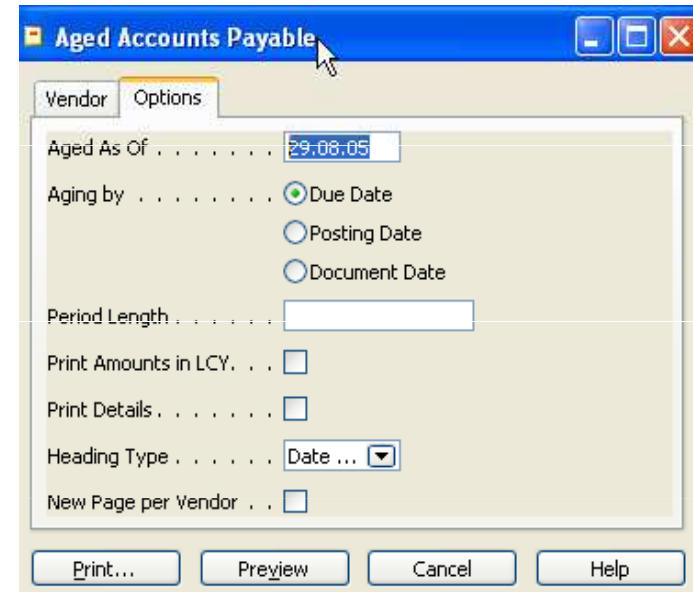 Aged Accounts Payable
Vendor Options
Aged As Of . . . . . . . 29.08.05
Aging by . . . . . . . . Due Date
Posting Date
Document Date
Period Length . . . . . .
Print Amounts in LCY. . .
Print Details . . . . . . .
Heading Type . . . . . . Date ...
New Page per Vendor . .
Print... Preview Cancel Help